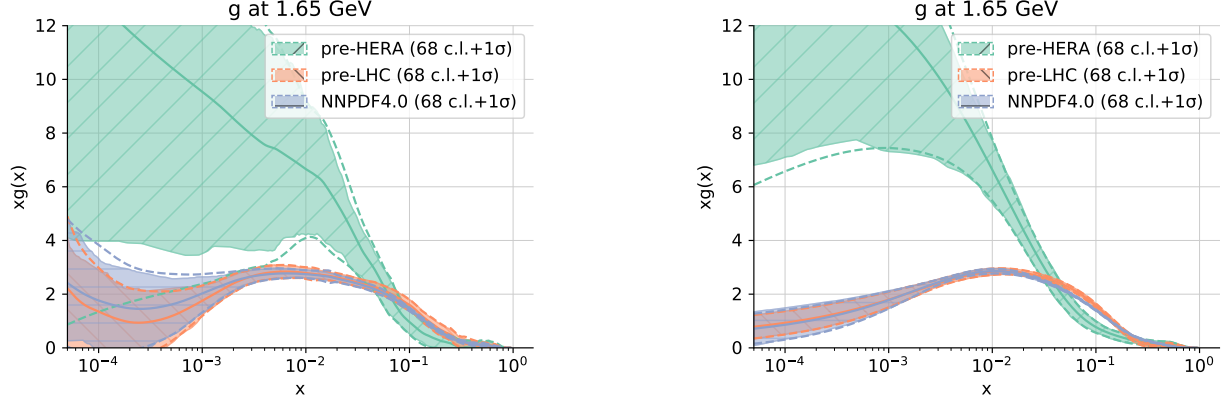 g at 1.65 GeV
12
10
8
6
4
2
0
xg(x)
pre-HERA (68 c.l.+1σ)
pre-LHC (68 c.l.+1σ)
NNPDF4.0 (68 c.l.+1σ)
10⁻⁴
10⁻³
10⁻²
10⁻¹
10⁰
x
g at 1.65 GeV
12
10
8
6
4
2
0
xg(x)
pre-HERA (68 c.l.+1σ)
pre-LHC (68 c.l.+1σ)
NNPDF4.0 (68 c.l.+1σ)
10⁻⁴
10⁻³
10⁻²
10⁻¹
10⁰
x